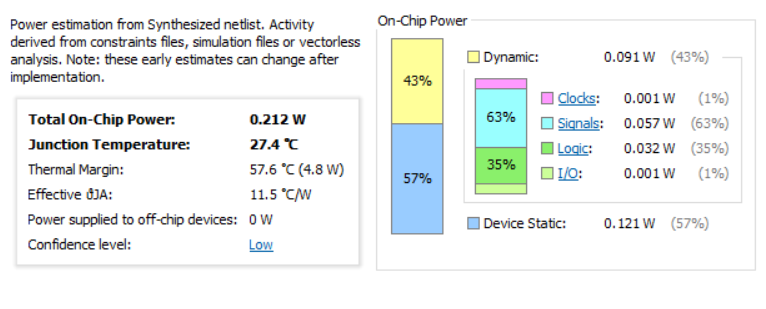 Power estimation from Synthesized netlist. Activity
derived from constraints files, simulation files or vectorless
analysis. Note: these early estimates can change after
implementation.
Total On-Chip Power: 0.212 W
Junction Temperature: 27.4 °C
Thermal Margin: 57.6 °C (4.8 W)
Effective ϑJA: 11.5 °C/W
Power supplied to off-chip devices: 0 W
Confidence level: Low
On-Chip Power
43%
57%
Dynamic: 0.091 W (43%)
63%
35%
Clocks: 0.001 W (1%)
Signals: 0.057 W (63%)
Logic: 0.032 W (35%)
I/O: 0.001 W (1%)
Device Static: 0.121 W (57%)